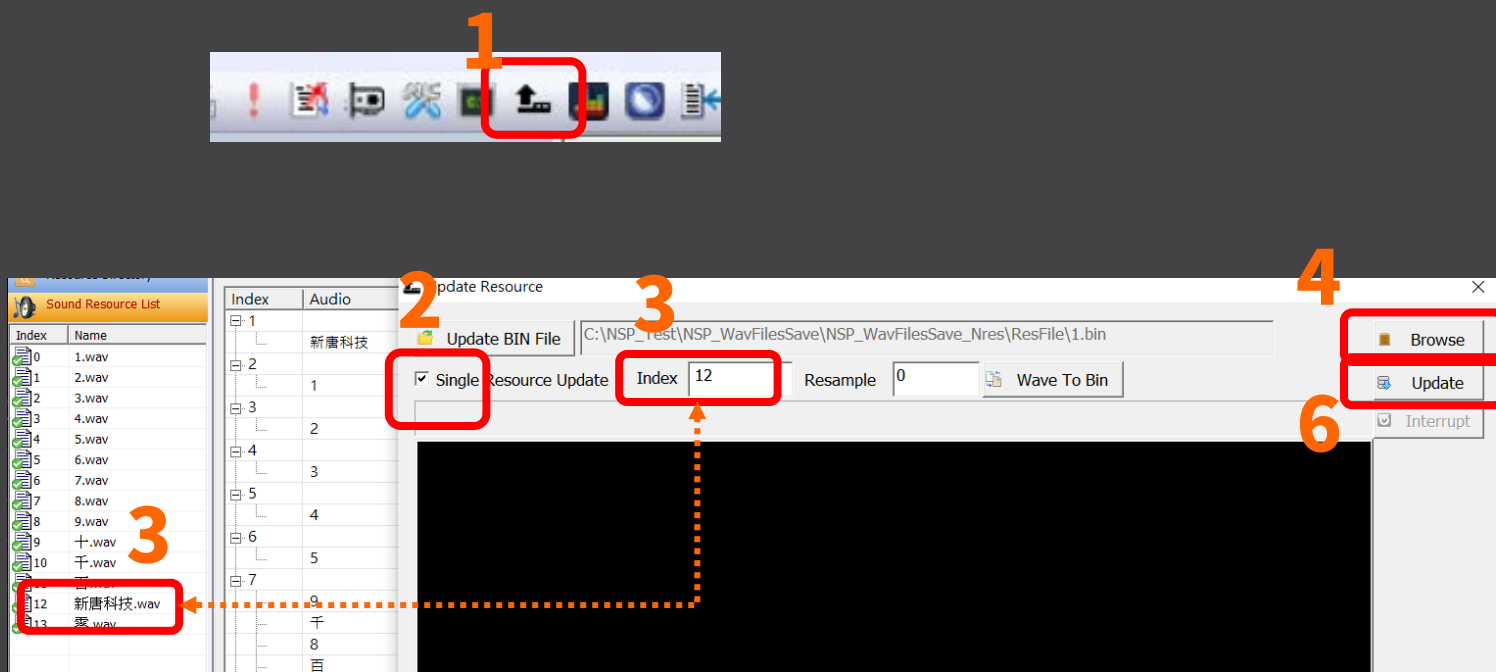 1
Sound Resource List
Index Name
0 1.wav
1 2.wav
2 3.wav
3 4.wav
4 5.wav
5 6.wav
6 7.wav
7 8.wav
8 9.wav
9 十.wav
10 千.wav
3
12 新唐科技.wav
13 零.wav
Index Audio
1
新唐科技
2
1
3
2
4
3
5
4
6
5
7
9
千
8
百
2
Update Resource
3
4
Update BIN File C:\NSP_Test\NSP_WavFilesSave\NSP_WavFilesSave_Nres\ResFile\1.bin Browse
Single Resource Update Index 12 Resample 0 Wave To Bin Update
6
Interrupt